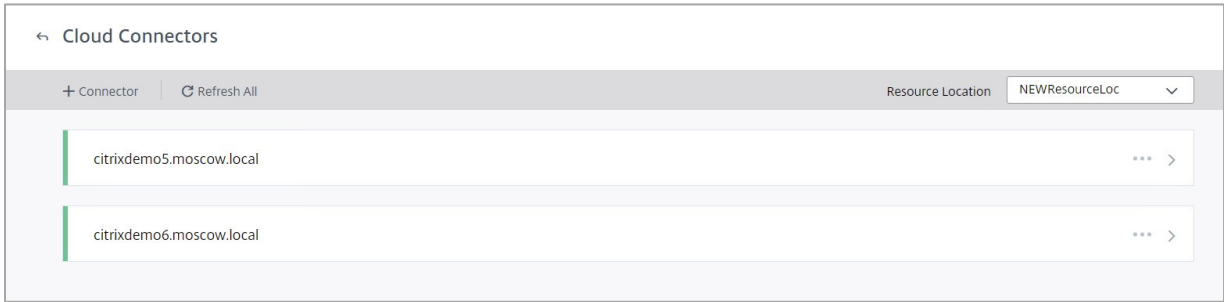 Cloud Connectors
+ Connector Refresh All Resource Location NEWResourceLoc
citrixdemo5.moscow.local
citrixdemo6.moscow.local